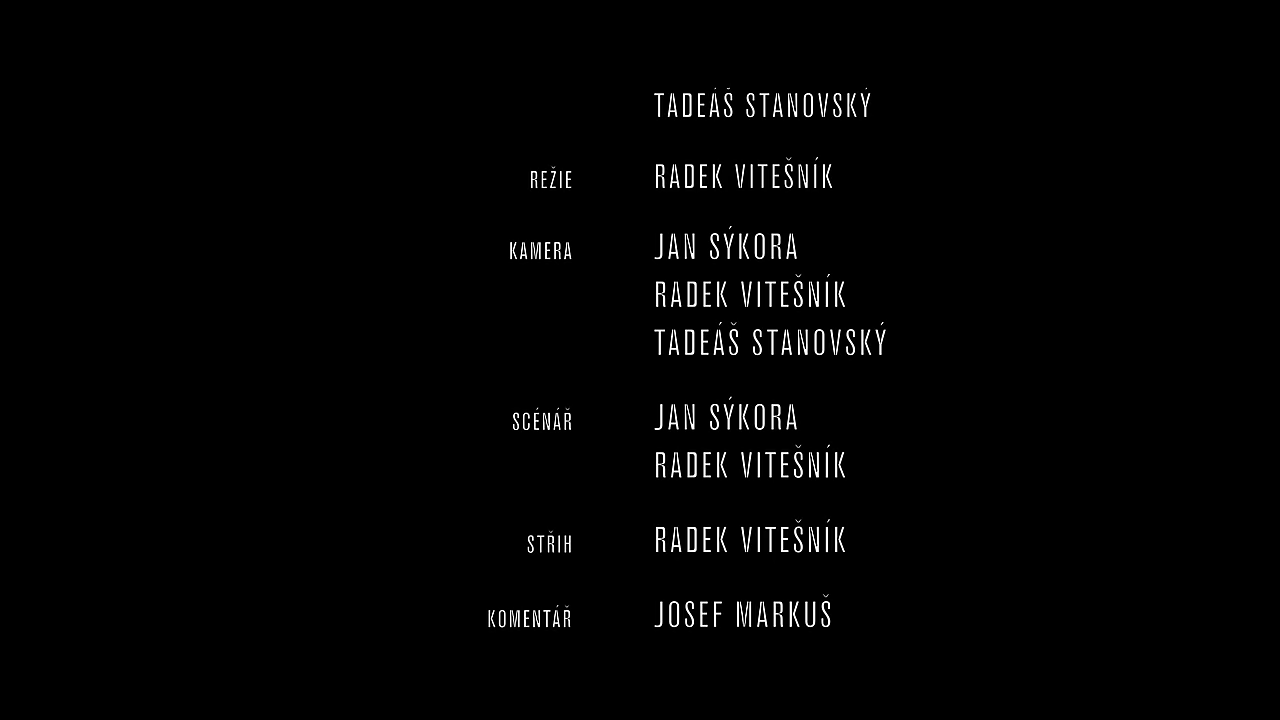 TADEÁŠ STANOVSKÝ
REŽIE RADEK VITEŠNÍK
KAMERA JAN SÝKORA
RADEK VITEŠNÍK
TADEÁŠ STANOVSKÝ
SCÉNÁŘ JAN SÝKORA
RADEK VITEŠNÍK
STŘIH RADEK VITEŠNÍK
KOMENTÁŘ JOSEF MARKUŠ